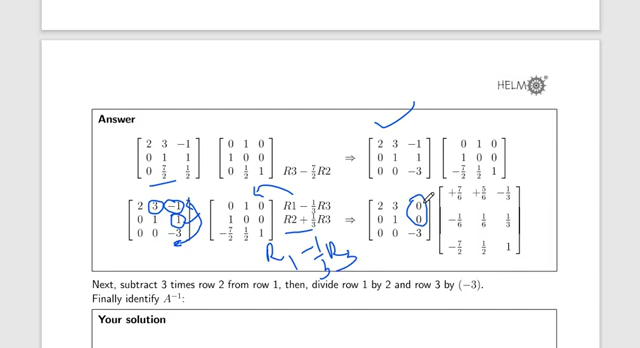 HELM
Answer
2 3 −1   0 1 0   2 3 −1   0 1 0
0 1 1   1 0 0   ⇒   0 1 1   1 0 0
0 7/2 1/2   0 1/2 1   R3 − 7/2 R2   0 0 −3   −7/2 1/2 1
2 3 −1   0 1 0   R1 − 1/3 R3   2 3 0   +7/6 +5/6 −1/3
0 1 1   1 0 0   R2 + 1/3 R3   ⇒   0 1 0   −1/6 1/6 1/3
0 0 −3   −7/2 1/2 1   0 0 −3   −7/2 1/2 1
R1 − 1/3 R3
Next, subtract 3 times row 2 from row 1, then, divide row 1 by 2 and row 3 by (−3).
Finally identify A⁻¹:
Your solution